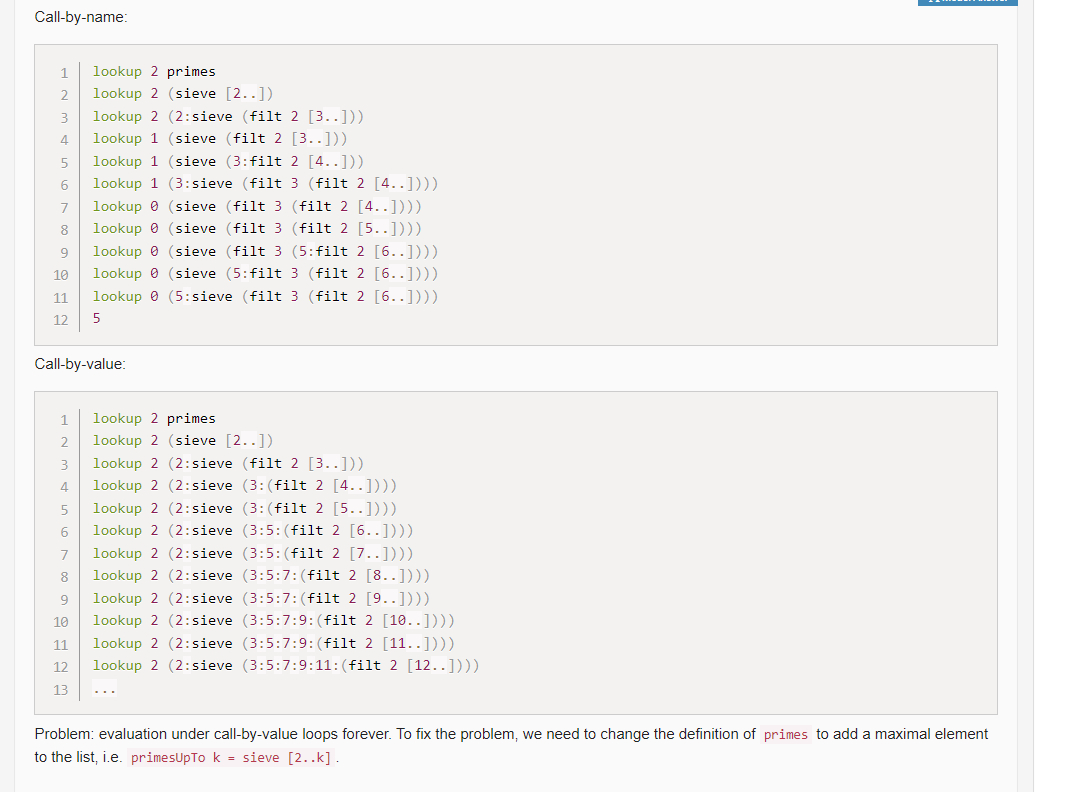 Call-by-name:
1 lookup 2 primes
2 lookup 2 (sieve [2..])
3 lookup 2 (2:sieve (filt 2 [3..]))
4 lookup 1 (sieve (filt 2 [3..]))
5 lookup 1 (sieve (3:filt 2 [4..]))
6 lookup 1 (3:sieve (filt 3 (filt 2 [4..])))
7 lookup 0 (sieve (filt 3 (filt 2 [4..])))
8 lookup 0 (sieve (filt 3 (filt 2 [5..])))
9 lookup 0 (sieve (filt 3 (5:filt 2 [6..])))
10 lookup 0 (sieve (5:filt 3 (filt 2 [6..])))
11 lookup 0 (5:sieve (filt 3 (filt 2 [6..])))
12 5
Call-by-value:
1 lookup 2 primes
2 lookup 2 (sieve [2..])
3 lookup 2 (2:sieve (filt 2 [3..]))
4 lookup 2 (2:sieve (3:(filt 2 [4..])))
5 lookup 2 (2:sieve (3:(filt 2 [5..])))
6 lookup 2 (2:sieve (3:5:(filt 2 [6..])))
7 lookup 2 (2:sieve (3:5:(filt 2 [7..])))
8 lookup 2 (2:sieve (3:5:7:(filt 2 [8..])))
9 lookup 2 (2:sieve (3:5:7:(filt 2 [9..])))
10 lookup 2 (2:sieve (3:5:7:9:(filt 2 [10..])))
11 lookup 2 (2:sieve (3:5:7:9:(filt 2 [11..])))
12 lookup 2 (2:sieve (3:5:7:9:11:(filt 2 [12..])))
13 ...
Problem: evaluation under call-by-value loops forever. To fix the problem, we need to change the definition of primes to add a maximal element
to the list, i.e. primesUpTo k = sieve [2..k] .